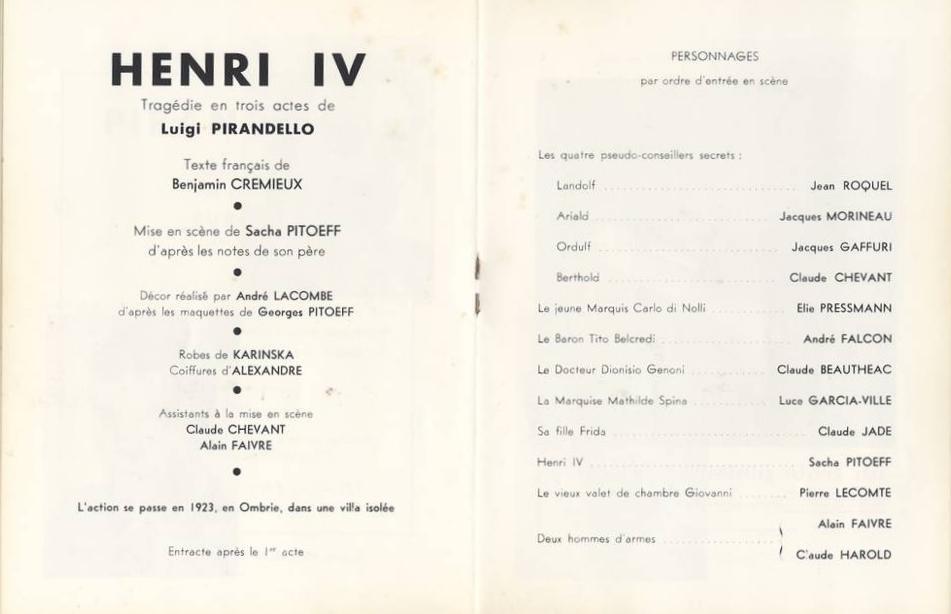 HENRI IV
Tragédie en trois actes de
Luigi PIRANDELLO
Texte français de
Benjamin CREMIEUX
Mise en scène de Sacha PITOEFF
d'après les notes de son père
Décor réalisé par André LACOMBE
d'après les maquettes de Georges PITOEFF
Robes de KARINSKA
Coiffures d'ALEXANDRE
Assistants à la mise en scène
Claude CHEVANT
Alain FAIVRE
L'action se passe en 1923, en Ombrie, dans une villa isolée
Entracte après le 1er acte
PERSONNAGES
par ordre d'entrée en scène
Les quatre pseudo-conseillers secrets :
Landolf ........ Jean ROQUEL
Ariald ........ Jacques MORINEAU
Ordulf ........ Jacques GAFFURI
Berthold ........ Claude CHEVANT
Le jeune Marquis Carlo di Nolli ........ Elie PRESSMANN
Le Baron Tito Belcredi ........ André FALCON
Le Docteur Dionisio Genoni ........ Claude BEAUTHEAC
La Marquise Mathilde Spina ........ Luce GARCIA-VILLE
Sa fille Frida ........ Claude JADE
Henri IV ........ Sacha PITOEFF
Le vieux valet de chambre Giovanni ........ Pierre LECOMTE
Deux hommes d'armes ........ Alain FAIVRE
Claude HAROLD